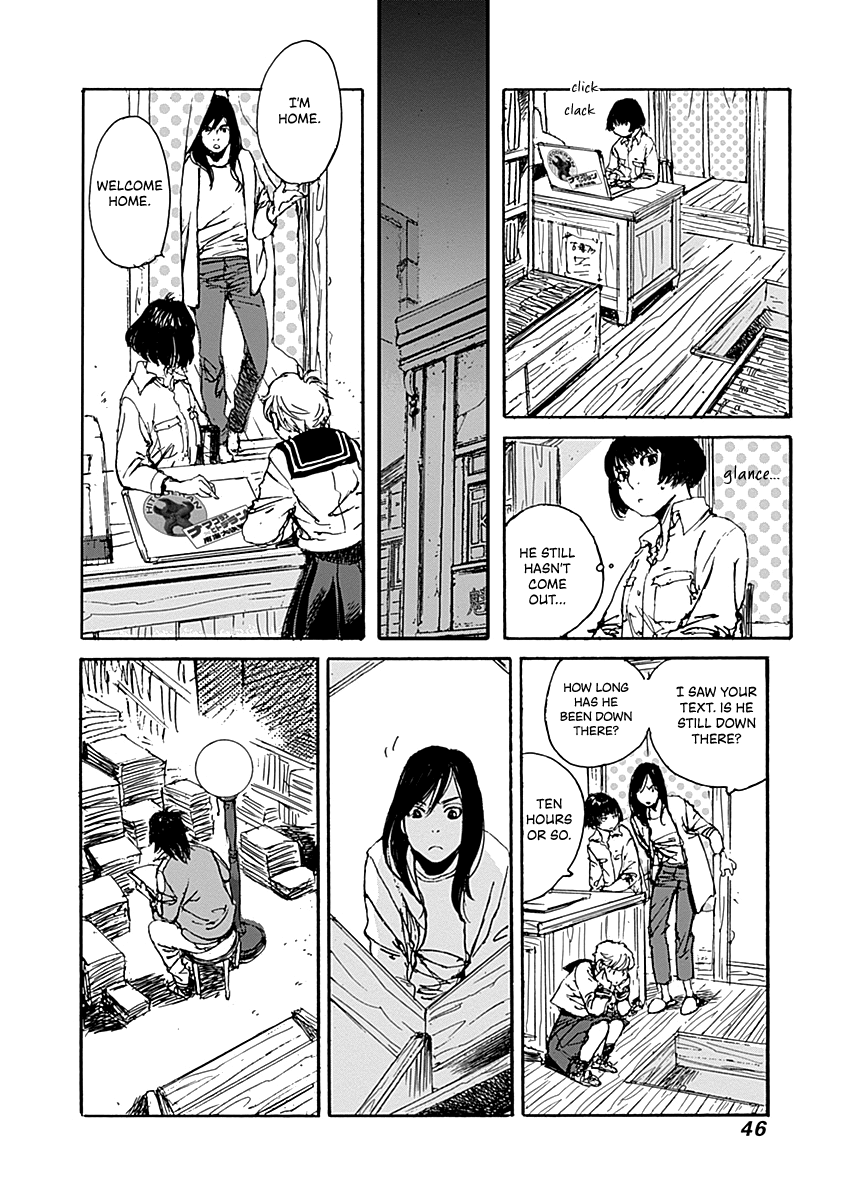 click
clack
glance...
HE STILL
HASN'T
COME
OUT...
魁
I'M
HOME.
WELCOME
HOME.
I SAW YOUR
TEXT. IS HE
STILL DOWN
THERE?
HOW LONG
HAS HE
BEEN DOWN
THERE?
TEN
HOURS
OR SO.
46